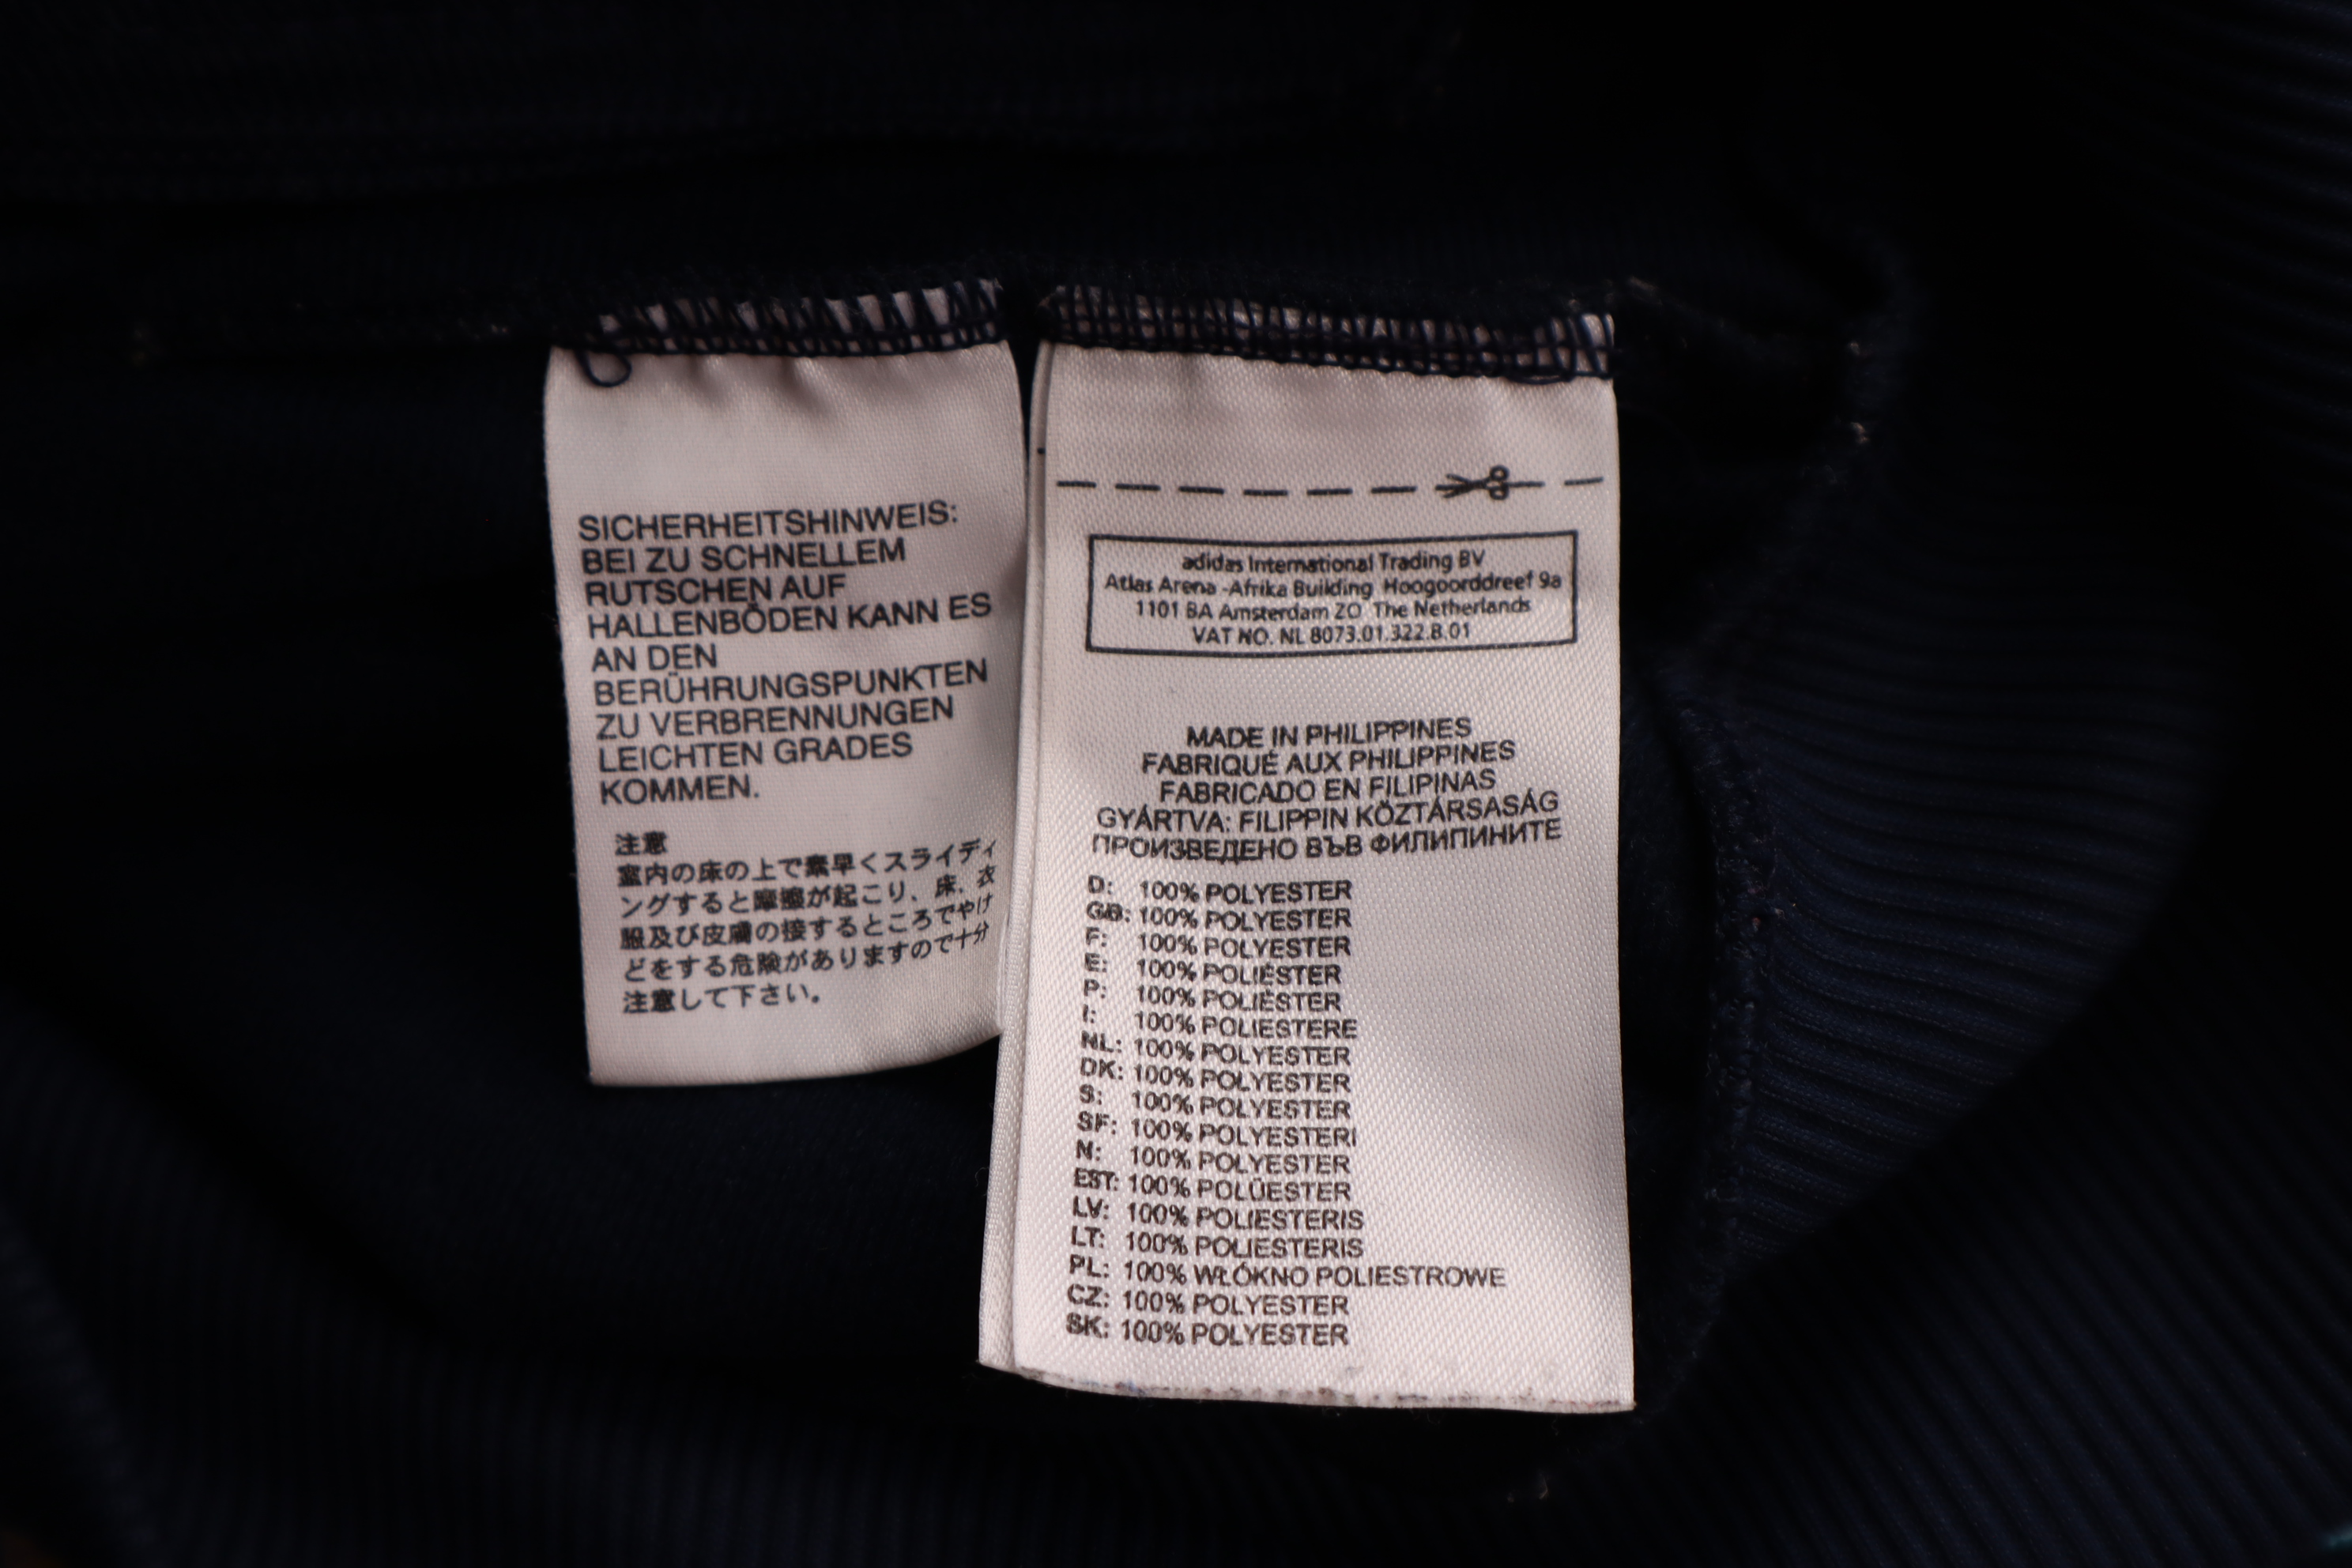 SICHERHEITSHINWEIS:
BEI ZU SCHNELLEM
RUTSCHEN AUF
HALLENBÖDEN KANN ES
AN DEN
BERÜHRUNGSPUNKTEN
ZU VERBRENNUNGEN
LEICHTEN GRADES
KOMMEN.
注意
室内の床の上で素早くスライディ
ングすると摩擦が起こり、床、衣
服及び皮膚の接するところでやけ
どをする危険がありますので十分
注意して下さい。
adidas International Trading BV
Atlas Arena -Afrika Building Hoogoorddreef 9a
1101 BA Amsterdam ZO The Netherlands
VAT NO. NL 8073.01.322.B.01
MADE IN PHILIPPINES
FABRIQUÉ AUX PHILIPPINES
FABRICADO EN FILIPINAS
GYÁRTVA: FILIPPIN KÖZTÁRSASÁG
ПРОИЗВЕДЕНО ВЪВ ФИЛИПИНИТЕ
D: 100% POLYESTER
GB: 100% POLYESTER
F: 100% POLYESTER
E: 100% POLIÉSTER
P: 100% POLIÉSTER
I: 100% POLIESTERE
NL: 100% POLYESTER
DK: 100% POLYESTER
S: 100% POLYESTER
SF: 100% POLYESTERI
N: 100% POLYESTER
EST: 100% POLÜESTER
LV: 100% POLIESTERIS
LT: 100% POLIESTERIS
PL: 100% WŁÓKNO POLIESTROWE
CZ: 100% POLYESTER
SK: 100% POLYESTER